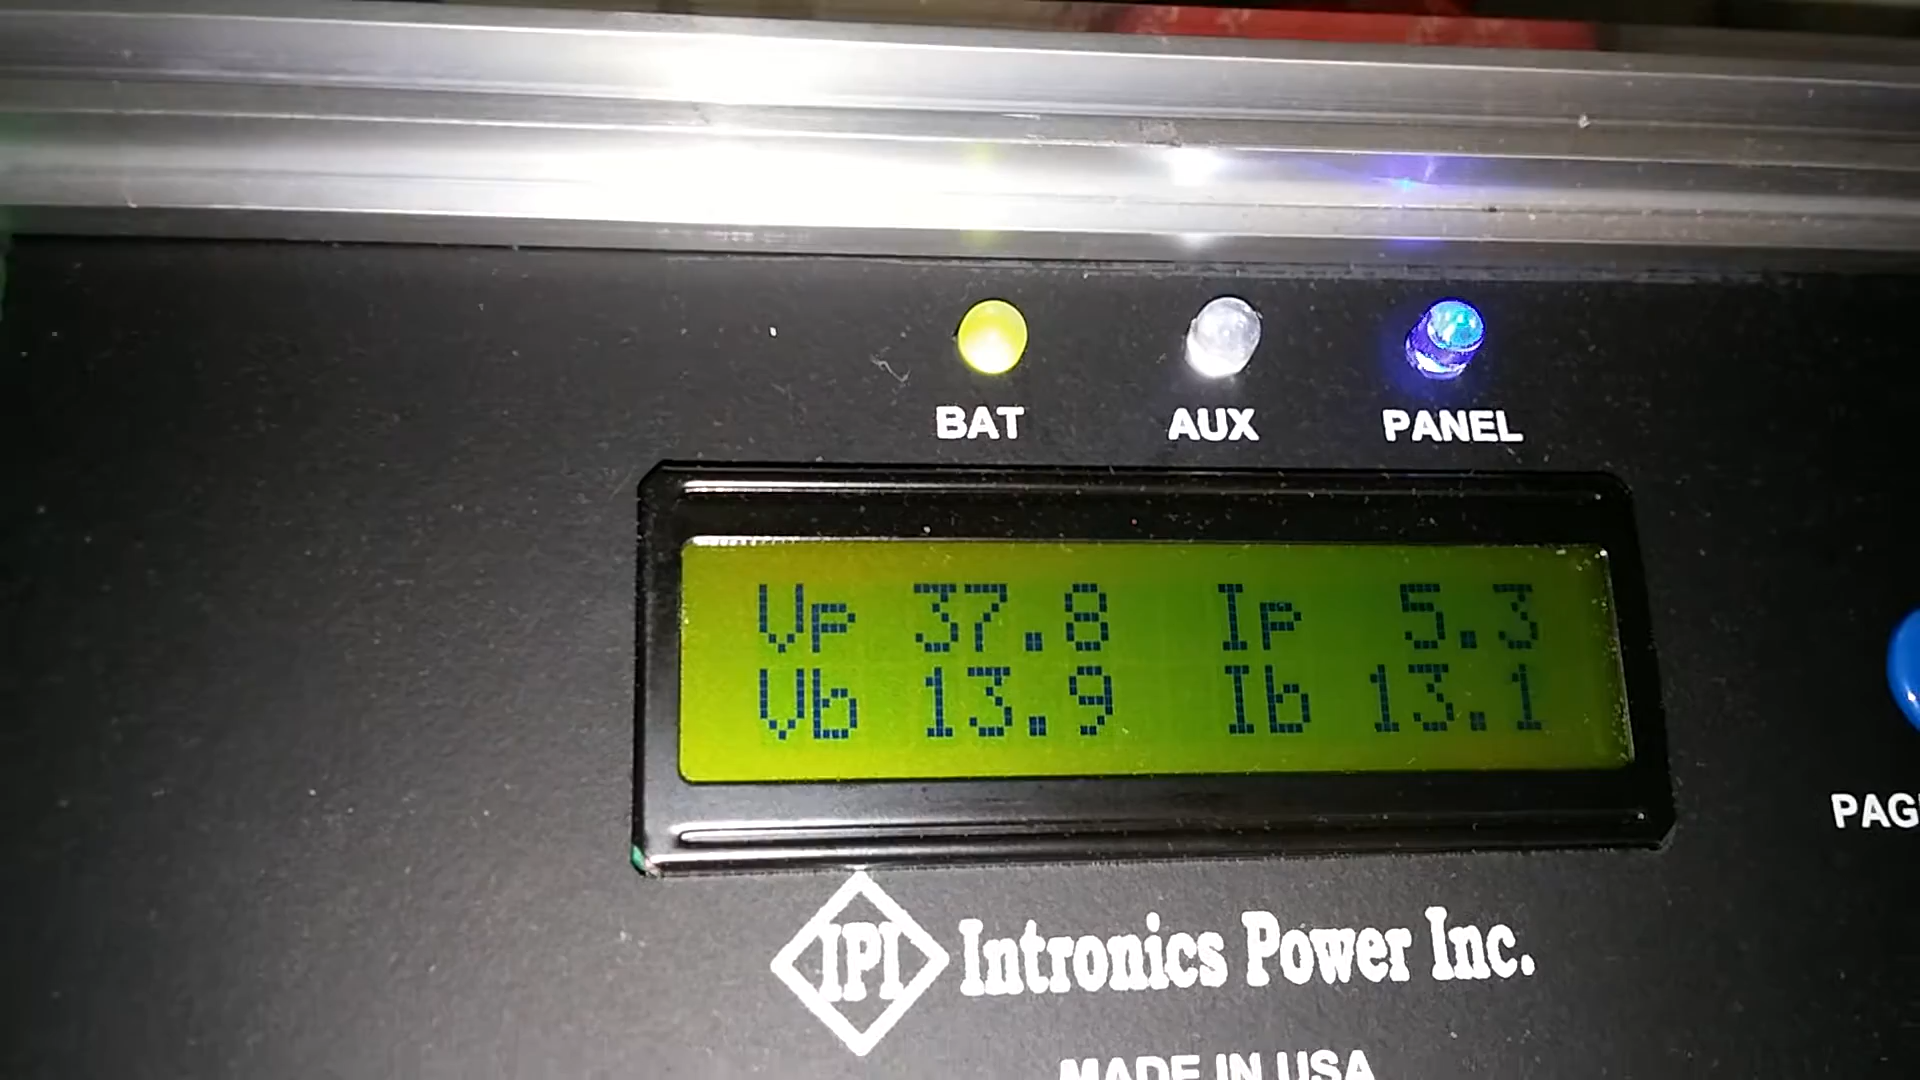 BAT AUX PANEL
Vp 37.8 Ip 5.3
Vb 13.9 Ib 13.1
IPI Intronics Power Inc.
MADE IN USA